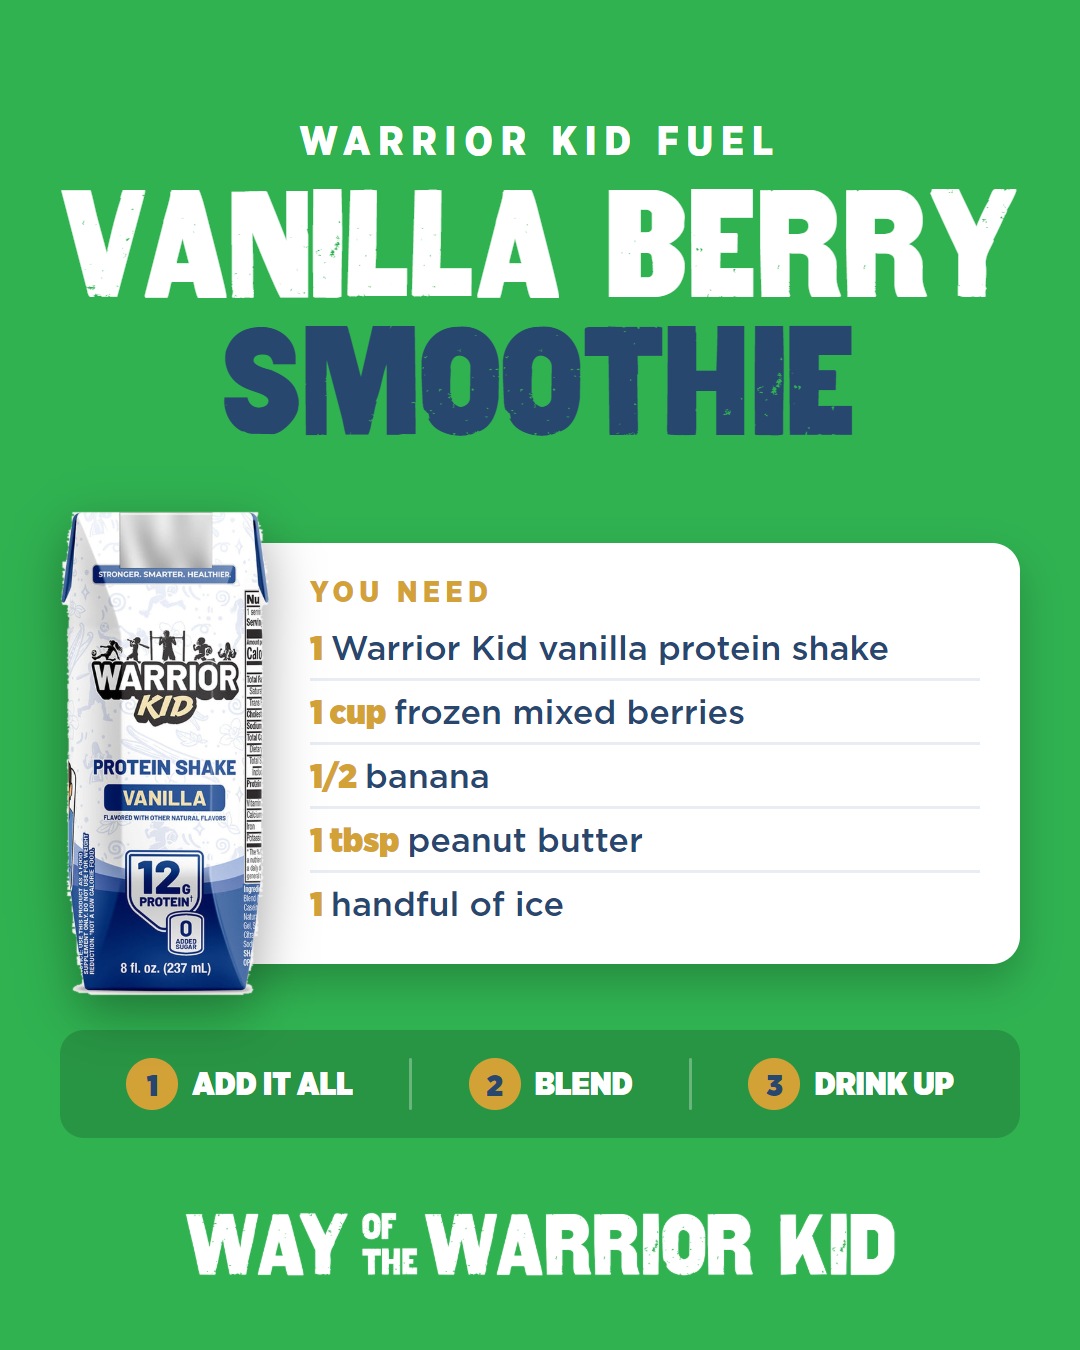 WARRIOR KID FUEL
VANILLA BERRY
SMOOTHIE
STRONGER. SMARTER. HEALTHIER.
WARRIOR
KID
PROTEIN SHAKE
VANILLA
FLAVORED WITH OTHER NATURAL FLAVORS
12G
PROTEIN†
0
ADDED
SUGAR
8 fl. oz. (237 mL)
YOU NEED
1 Warrior Kid vanilla protein shake
1 cup frozen mixed berries
1/2 banana
1 tbsp peanut butter
1 handful of ice
1 ADD IT ALL
2 BLEND
3 DRINK UP
WAY OF THE WARRIOR KID